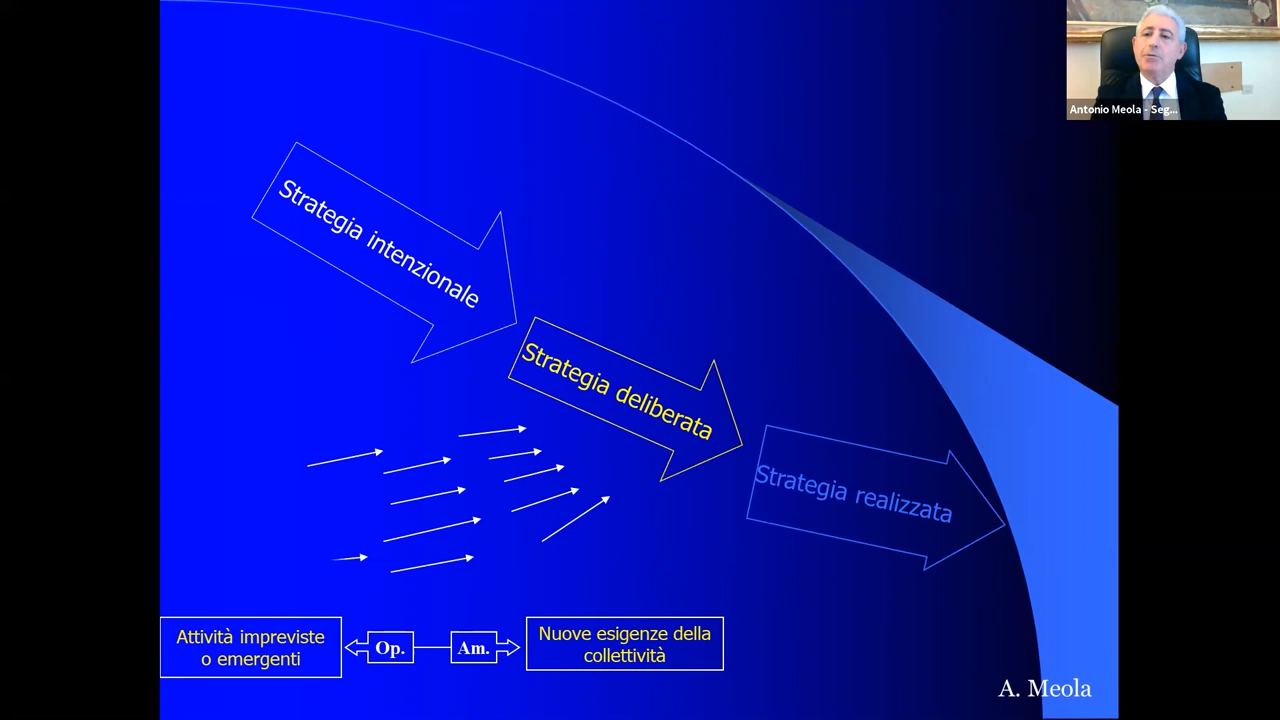 Antonio Meola - Seg...
Strategia intenzionale
Strategia deliberata
Strategia realizzata
Attività impreviste
o emergenti
Op.
Am.
Nuove esigenze della
collettività
A. Meola